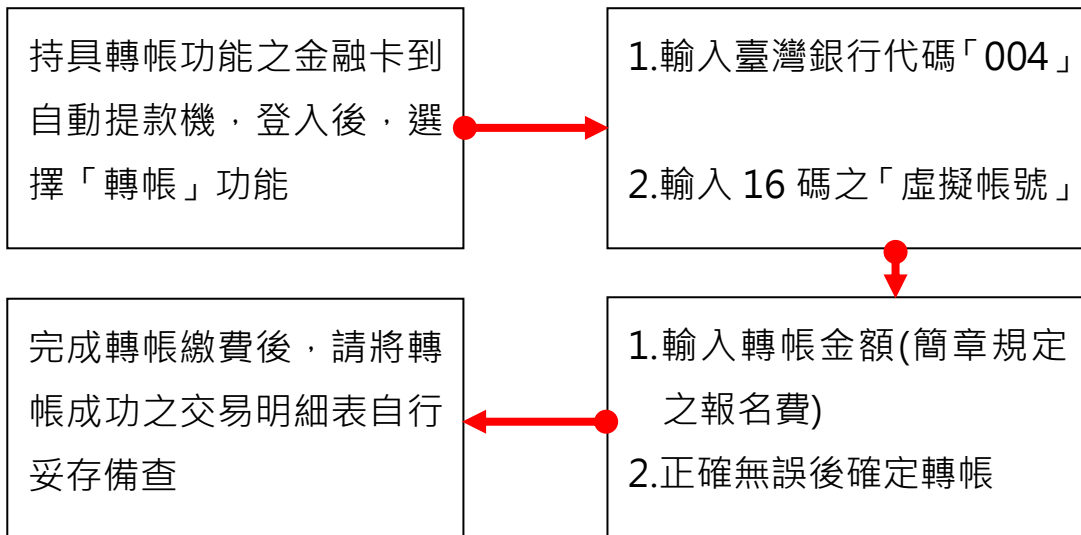 持具轉帳功能之金融卡到
自動提款機，登入後，選
擇「轉帳」功能
1.輸入臺灣銀行代碼「004」
2.輸入 16 碼之「虛擬帳號」
1.輸入轉帳金額(簡章規定
之報名費)
2.正確無誤後確定轉帳
完成轉帳繳費後，請將轉
帳成功之交易明細表自行
妥存備查